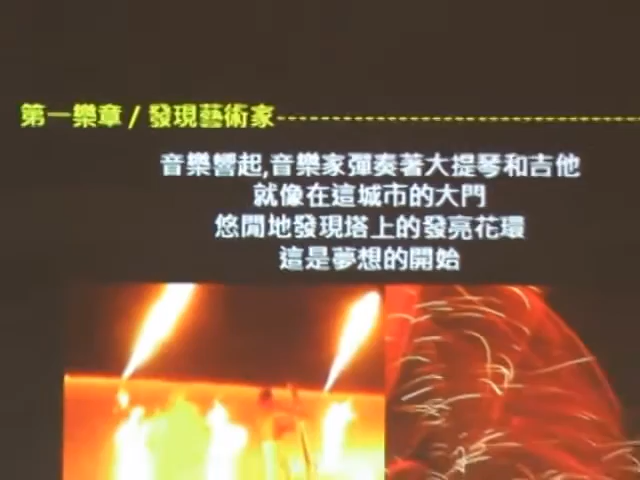 第一樂章 / 發現藝術家
音樂響起,音樂家彈奏著大提琴和吉他
就像在這城市的大門
悠閒地發現塔上的發亮花環
這是夢想的開始